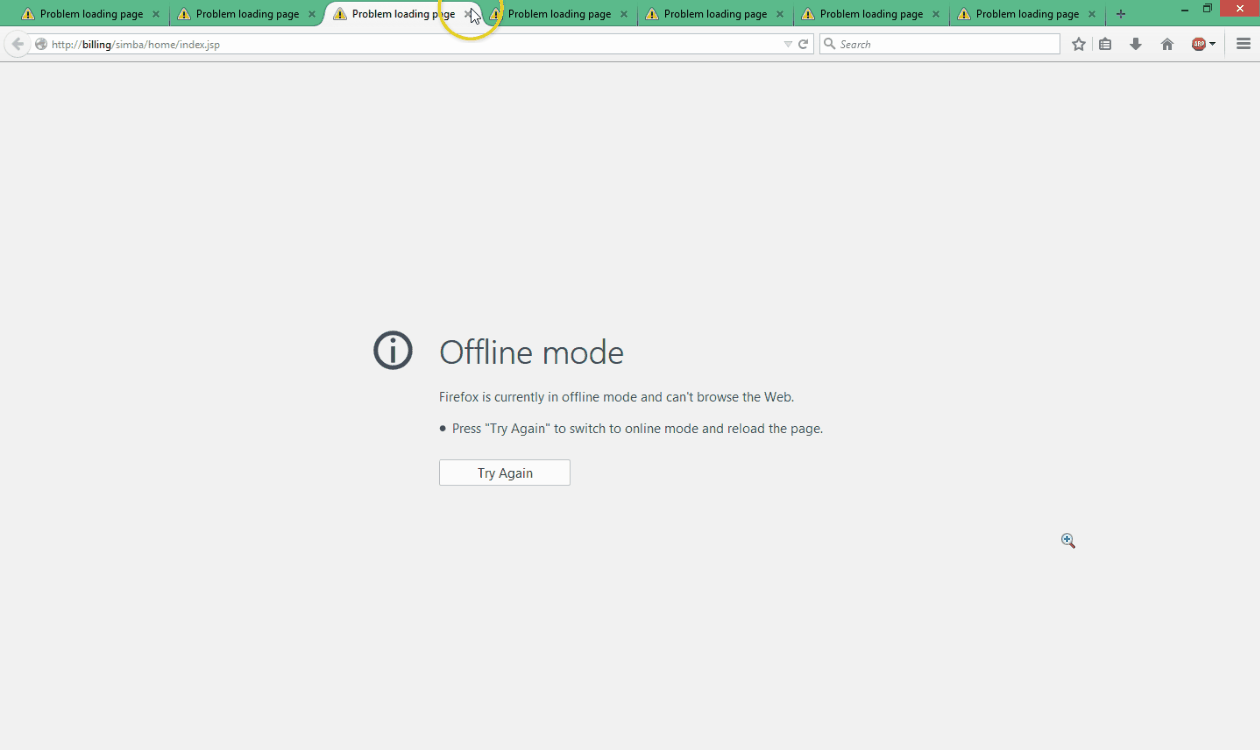 Problem loading page
Problem loading page
Problem loading page
Problem loading page
Problem loading page
Problem loading page
Problem loading page
http://billing/simba/home/index.jsp
Search
ABP
Offline mode
Firefox is currently in offline mode and can't browse the Web.
Press "Try Again" to switch to online mode and reload the page.
Try Again